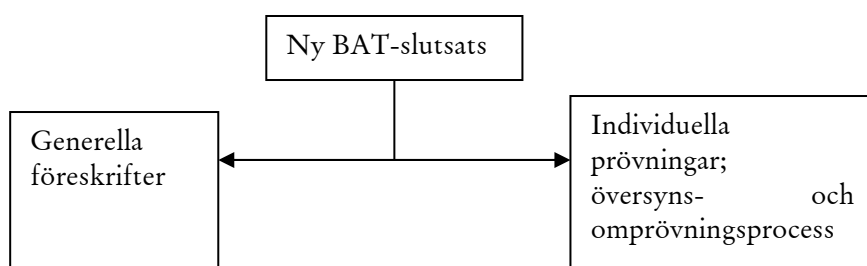 Ny BAT-slutsats
Generella
föreskrifter
Individuella
prövningar;
översyns- och
omprövningsprocess